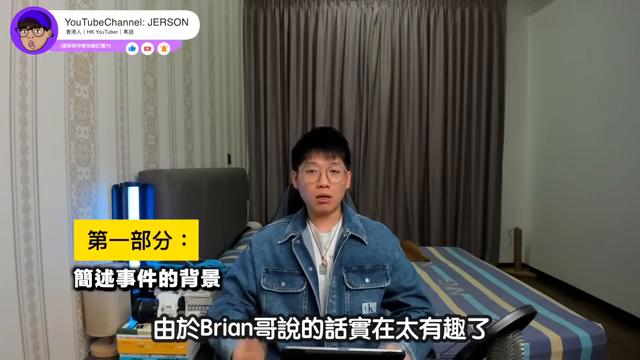 YouTubeChannel: JERSON
香港人｜HK YouTuber｜粵語
第一部分：
簡述事件的背景
由於Brian哥說的話實在太有趣了